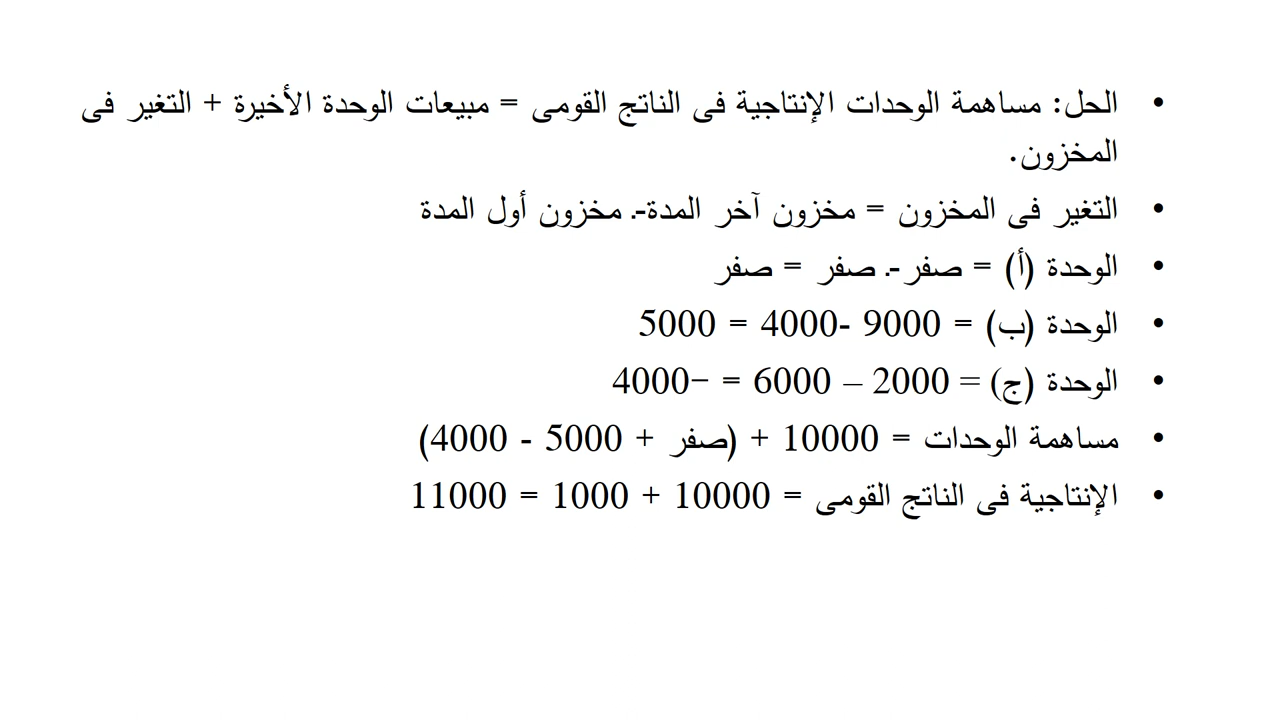 • الحل: مساهمة الوحدات الإنتاجية فى الناتج القومى = مبيعات الوحدة الأخيرة + التغير فى
المخزون.
• التغير فى المخزون = مخزون آخر المدة-. مخزون أول المدة
• الوحدة (أ) = صفر-. صفر = صفر
• الوحدة (ب) = 9000 -4000 = 5000
• الوحدة (ج) = 2000 – 6000 = −4000
• مساهمة الوحدات = 10000 + (صفر + 5000 - 4000)
• الإنتاجية فى الناتج القومى = 10000 + 1000 = 11000